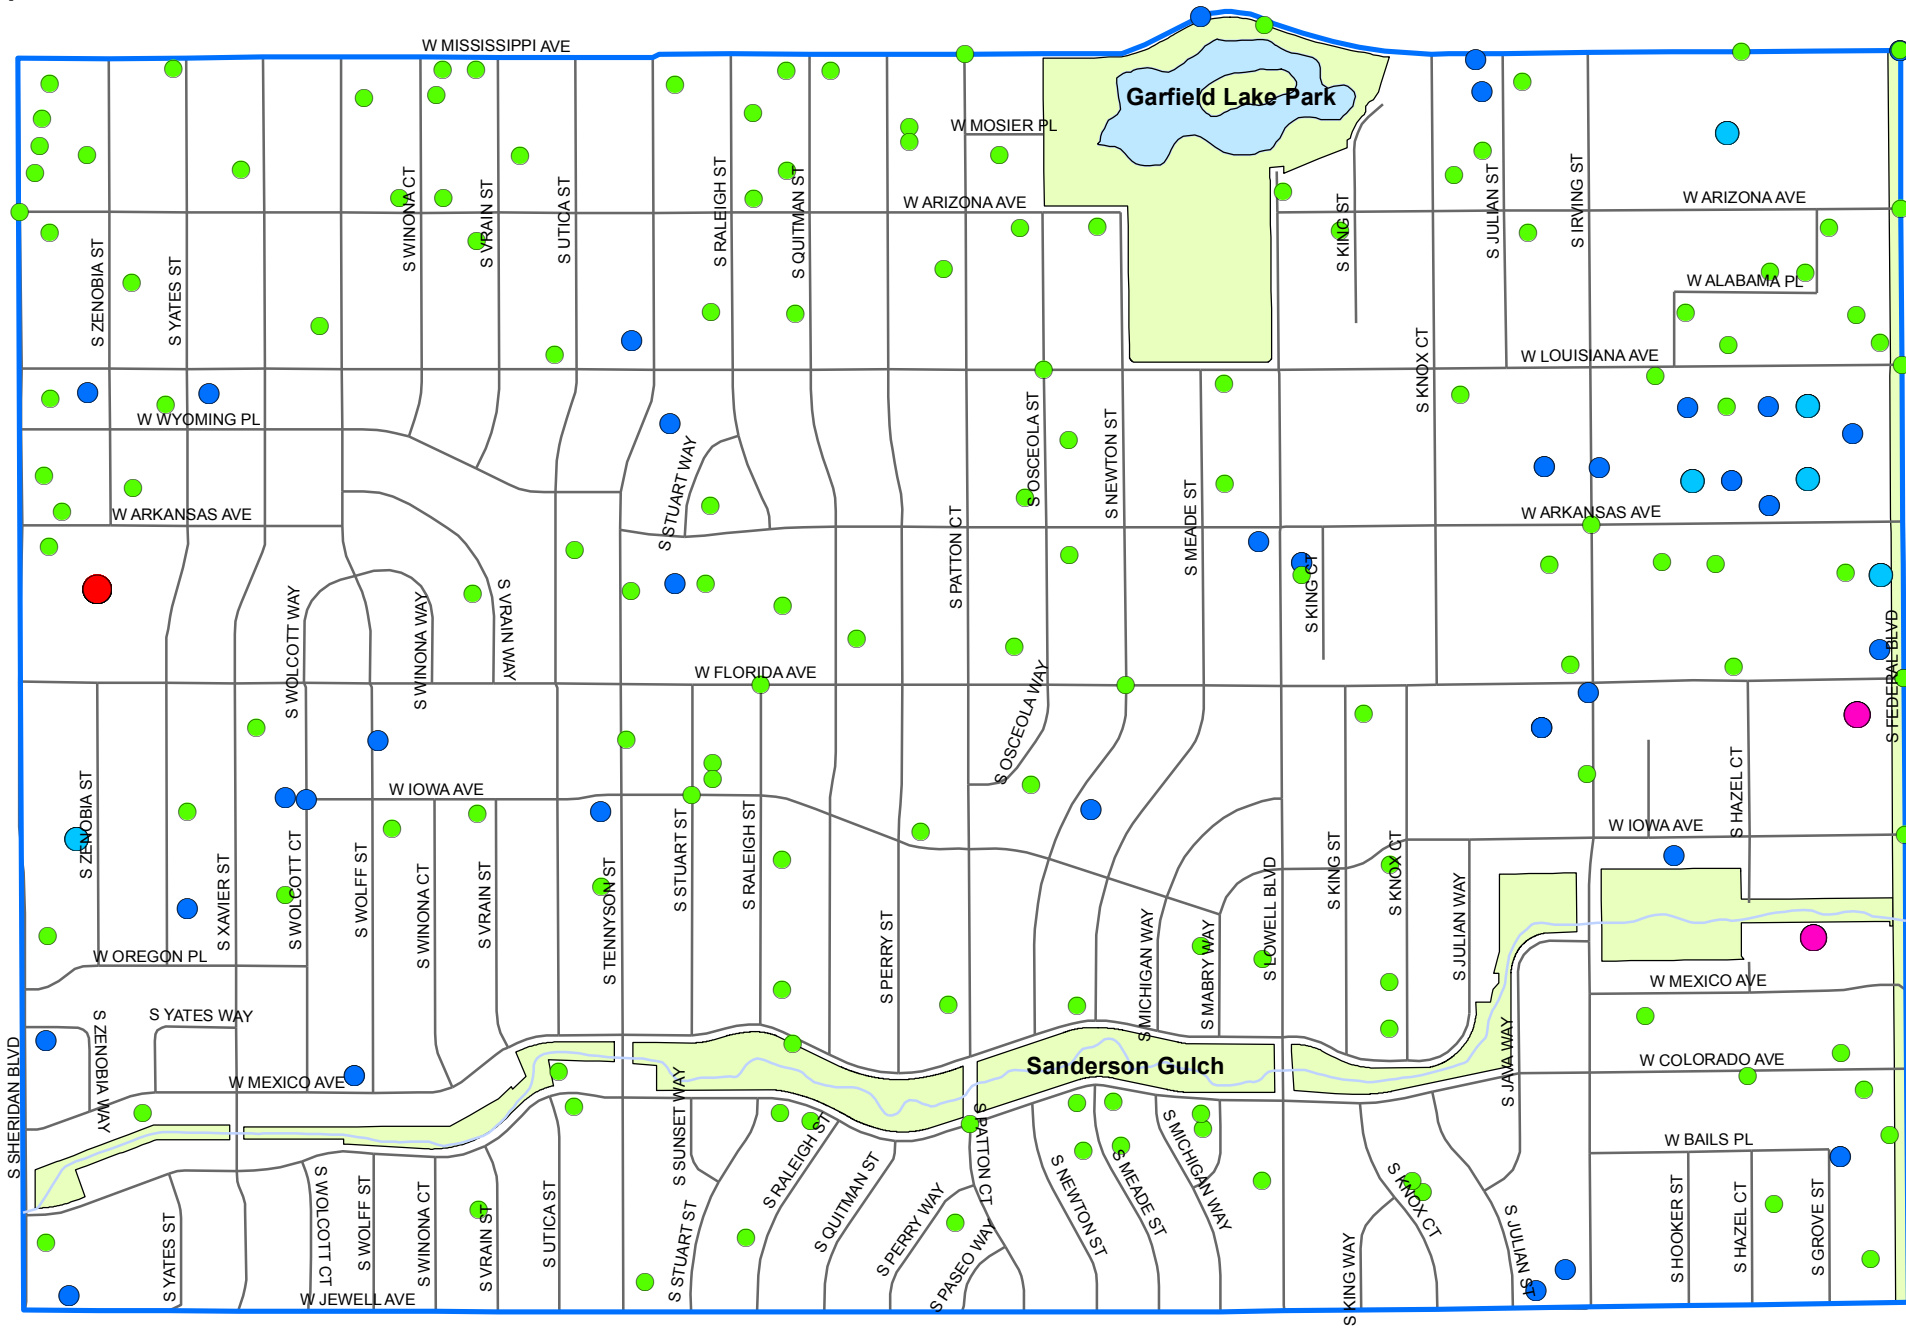 W MISSISSIPPI AVE
Garfield Lake Park
W MOSIER PL
S WINONA CT
S VRAIN ST
S UTICA ST
S RALEIGH ST
S QUITMAN ST
W ARIZONA AVE
S KING ST
S JULIAN ST
S IRVING ST
W ARIZONA AVE
S ZENOBIA ST
S YATES ST
W ALABAMA PL
S KNOX CT
W LOUISIANA AVE
W WYOMING PL
S STUART WAY
S OSCEOLA ST
S NEWTON ST
S MEADE ST
W ARKANSAS AVE
W ARKANSAS AVE
S PATTON CT
S KING CT
S WOLCOTT WAY
S WINONA WAY
S VRAIN WAY
W FLORIDA AVE
S OSCEOLA WAY
S FEDERAL BLVD
S ZENOBIA ST
W IOWA AVE
S HAZEL CT
W IOWA AVE
S XAVIER ST
S WOLCOTT CT
S WOLFF ST
S WINONA CT
S VRAIN ST
S TENNYSON ST
S STUART ST
S RALEIGH ST
S PERRY ST
S MICHIGAN WAY
S MABRY WAY
S LOWELL BLVD
S KING ST
S KNOX CT
S JULIAN WAY
W OREGON PL
W MEXICO AVE
S YATES WAY
S ZENOBIA WAY
S SHERIDAN BLVD
W MEXICO AVE
Sanderson Gulch
S JAVA WAY
W COLORADO AVE
S SUNSET WAY
S RALEIGH ST
S QUITMAN ST
S PATTON CT
S NEWTON ST
S MEADE ST
S MICHIGAN WAY
S KNOX CT
W BAILS PL
S YATES ST
S WOLCOTT CT
S WOLFF ST
S WINONA CT
S VRAIN ST
S UTICA ST
S STUART ST
S PERRY WAY
S PASEO WAY
S KING WAY
S JULIAN ST
S HOOKER ST
S HAZEL CT
S GROVE ST
W JEWELL AVE